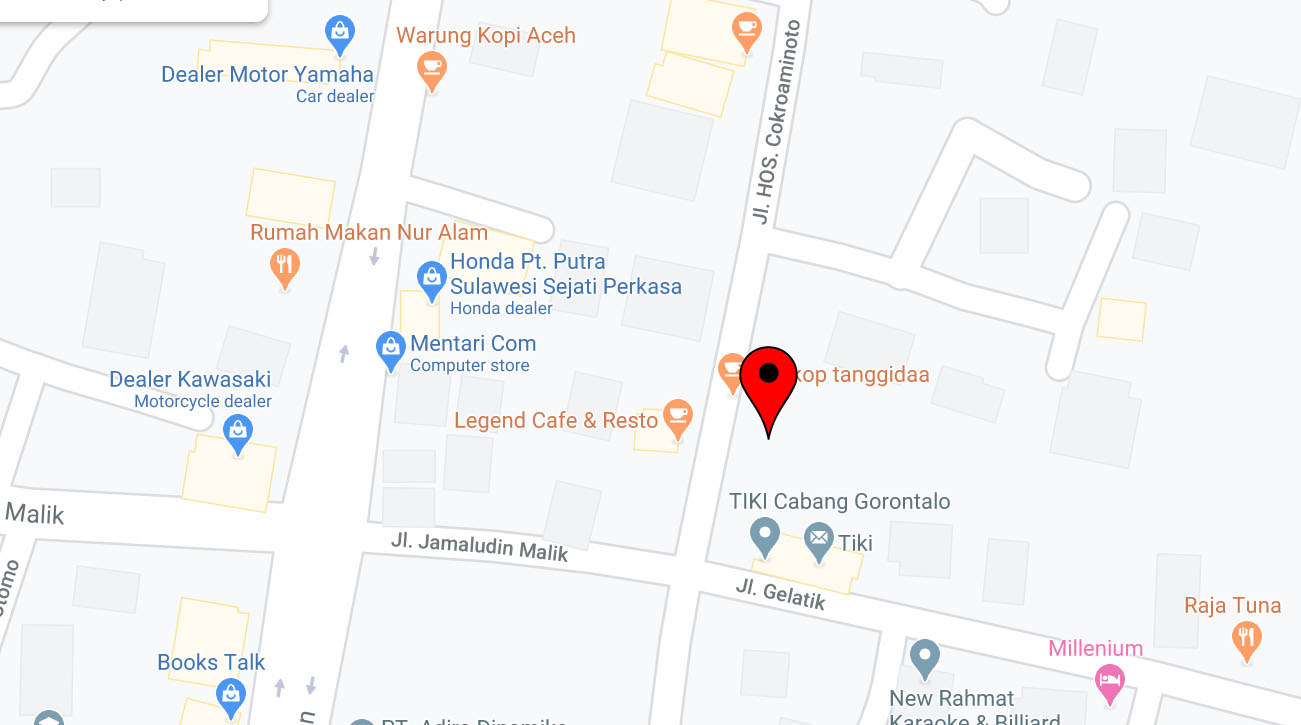 Warung Kopi Aceh
Dealer Motor Yamaha
Car dealer
Jl. HOS. Cokroaminoto
Rumah Makan Nur Alam
Honda Pt. Putra
Sulawesi Sejati Perkasa
Honda dealer
Mentari Com
Computer store
kop tanggidaa
Dealer Kawasaki
Motorcycle dealer
Legend Cafe & Resto
TIKI Cabang Gorontalo
Malik
Jl. Jamaludin Malik
Tiki
Jl. Gelatik
Raja Tuna
Millenium
Books Talk
New Rahmat
Karaoke & Billiard
PT. Adira Dinamika